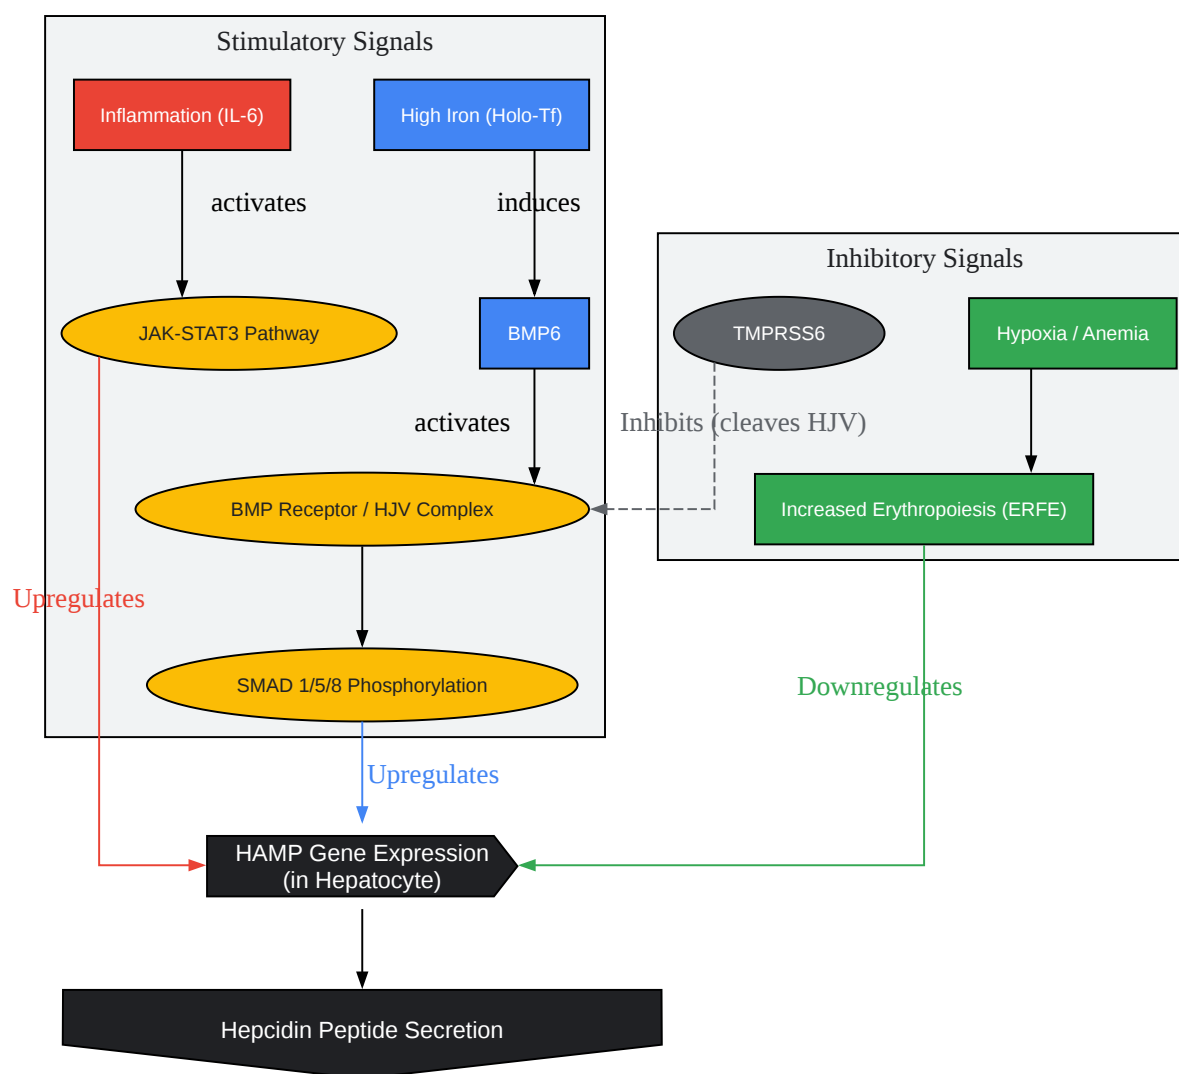 Stimulatory Signals
Inflammation (IL-6)
High Iron (Holo-Tf)
activates
induces
Inhibitory Signals
JAK-STAT3 Pathway
BMP6
TMPRSS6
Hypoxia / Anemia
activates
Inhibits (cleaves HJV)
BMP Receptor / HJV Complex
Increased Erythropoiesis (ERFE)
Upregulates
SMAD 1/5/8 Phosphorylation
Downregulates
Upregulates
HAMP Gene Expression
(in Hepatocyte)
Hepcidin Peptide Secretion